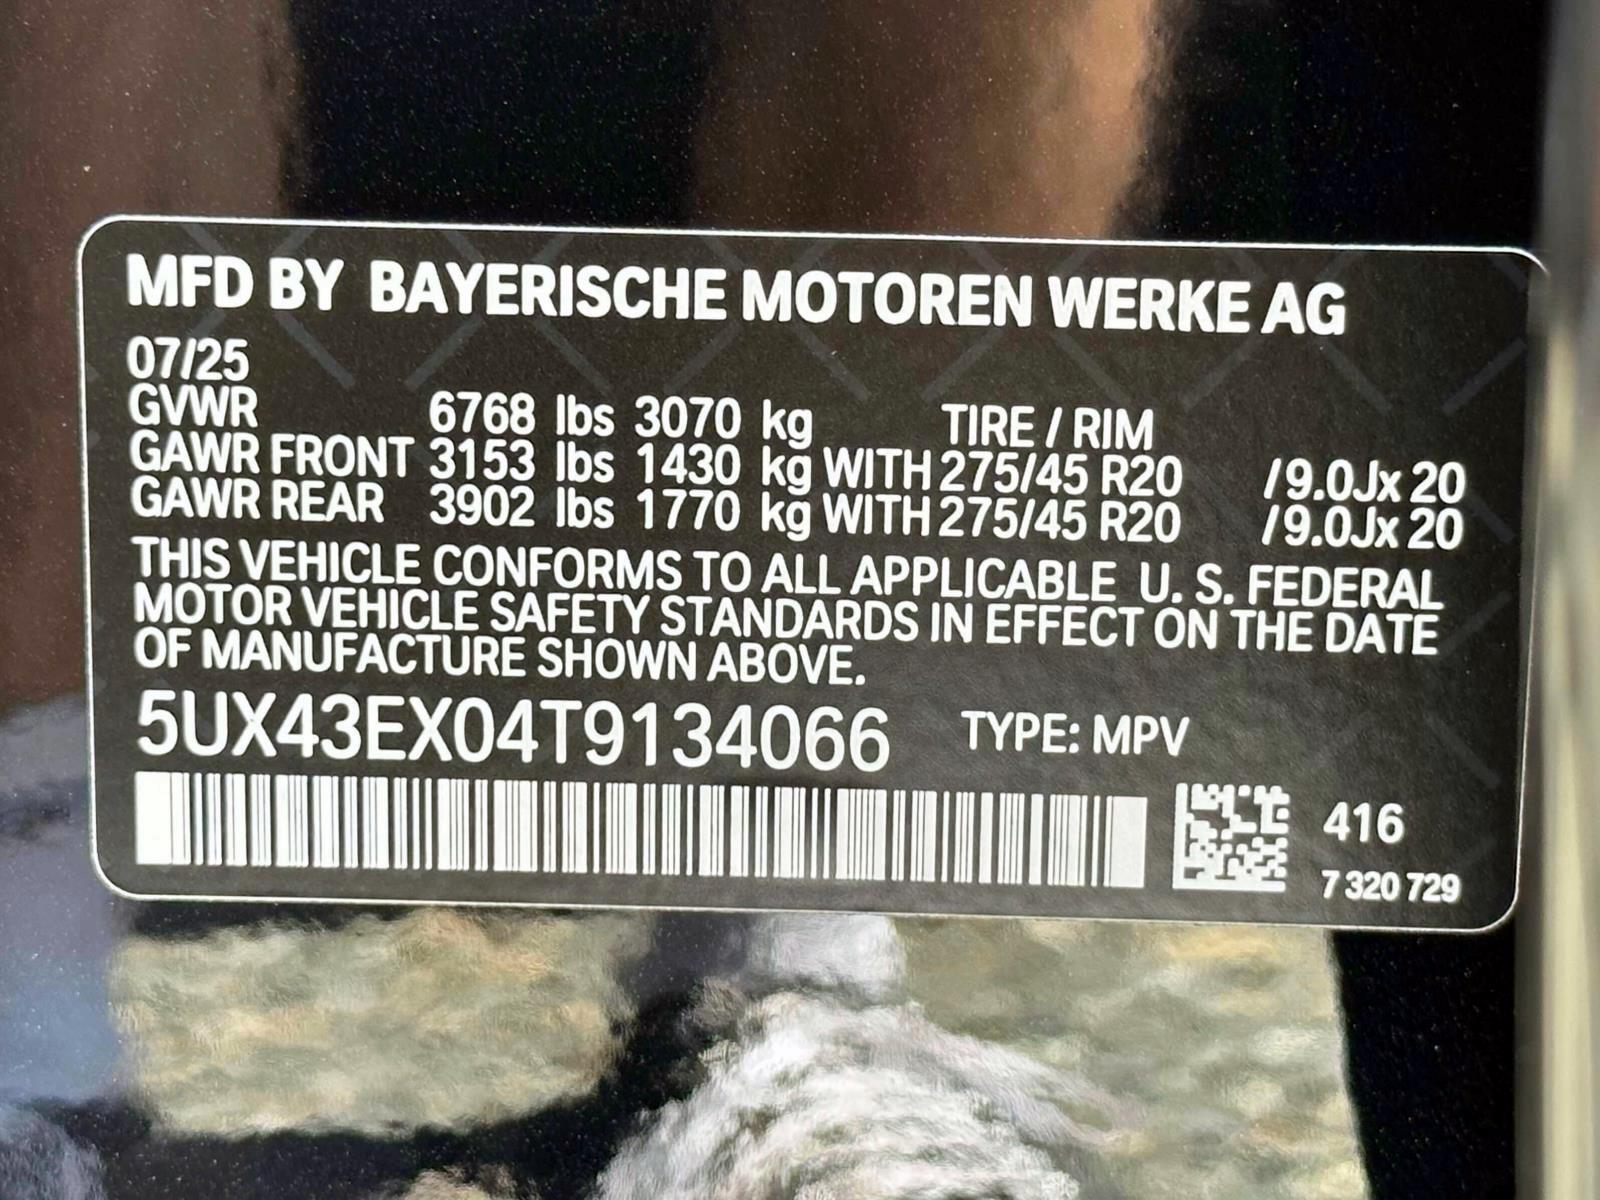 MFD BY BAYERISCHE MOTOREN WERKE AG
07/25
GVWR 6768 lbs 3070 kg TIRE / RIM
GAWR FRONT 3153 lbs 1430 kg WITH 275/45 R20 /9.0Jx 20
GAWR REAR 3902 lbs 1770 kg WITH 275/45 R20 /9.0Jx 20
THIS VEHICLE CONFORMS TO ALL APPLICABLE U. S. FEDERAL
MOTOR VEHICLE SAFETY STANDARDS IN EFFECT ON THE DATE
OF MANUFACTURE SHOWN ABOVE.
5UX43EX04T9134066 TYPE: MPV
416
7 320 729